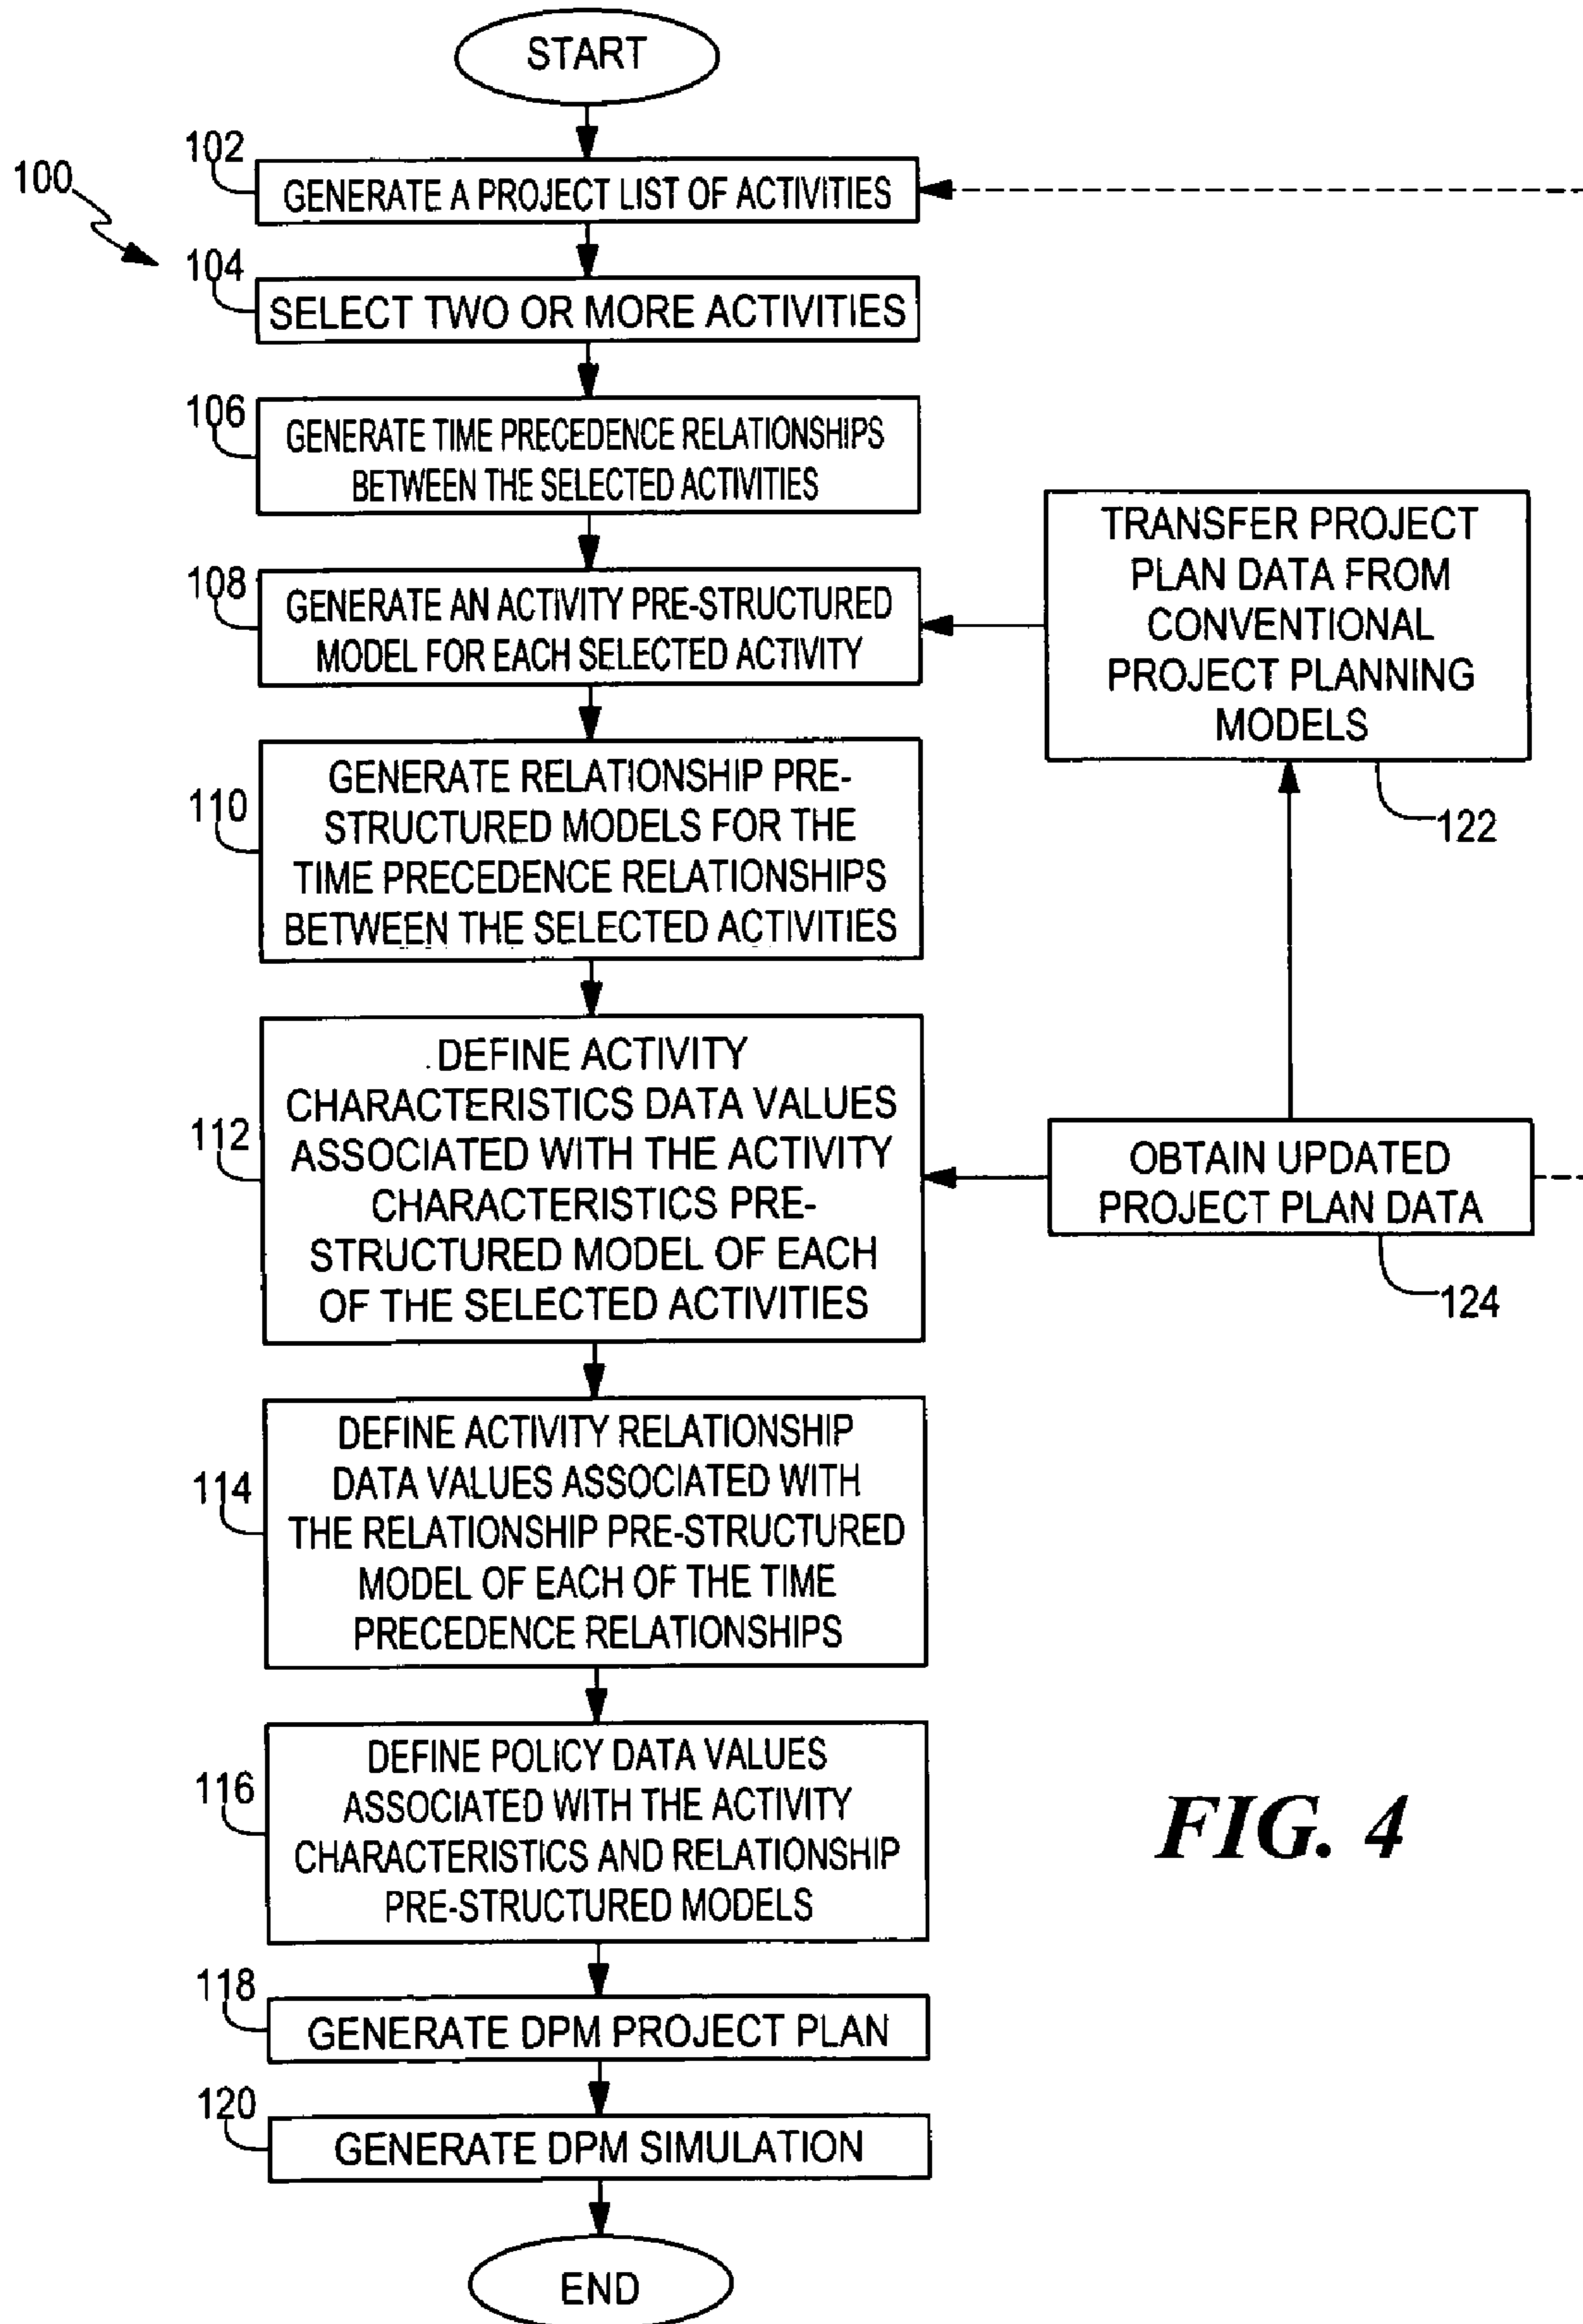 START
100
102
GENERATE A PROJECT LIST OF ACTIVITIES
104
SELECT TWO OR MORE ACTIVITIES
106
GENERATE TIME PRECEDENCE RELATIONSHIPS
BETWEEN THE SELECTED ACTIVITIES
108
GENERATE AN ACTIVITY PRE-STRUCTURED
MODEL FOR EACH SELECTED ACTIVITY
TRANSFER PROJECT
PLAN DATA FROM
CONVENTIONAL
PROJECT PLANNING
MODELS
122
110
GENERATE RELATIONSHIP PRE-
STRUCTURED MODELS FOR THE
TIME PRECEDENCE RELATIONSHIPS
BETWEEN THE SELECTED ACTIVITIES
112
DEFINE ACTIVITY
CHARACTERISTICS DATA VALUES
ASSOCIATED WITH THE ACTIVITY
CHARACTERISTICS PRE-
STRUCTURED MODEL OF EACH
OF THE SELECTED ACTIVITIES
OBTAIN UPDATED
PROJECT PLAN DATA
124
114
DEFINE ACTIVITY RELATIONSHIP
DATA VALUES ASSOCIATED WITH
THE RELATIONSHIP PRE-STRUCTURED
MODEL OF EACH OF THE TIME
PRECEDENCE RELATIONSHIPS
116
DEFINE POLICY DATA VALUES
ASSOCIATED WITH THE ACTIVITY
CHARACTERISTICS AND RELATIONSHIP
PRE-STRUCTURED MODELS
FIG. 4
118
GENERATE DPM PROJECT PLAN
120
GENERATE DPM SIMULATION
END